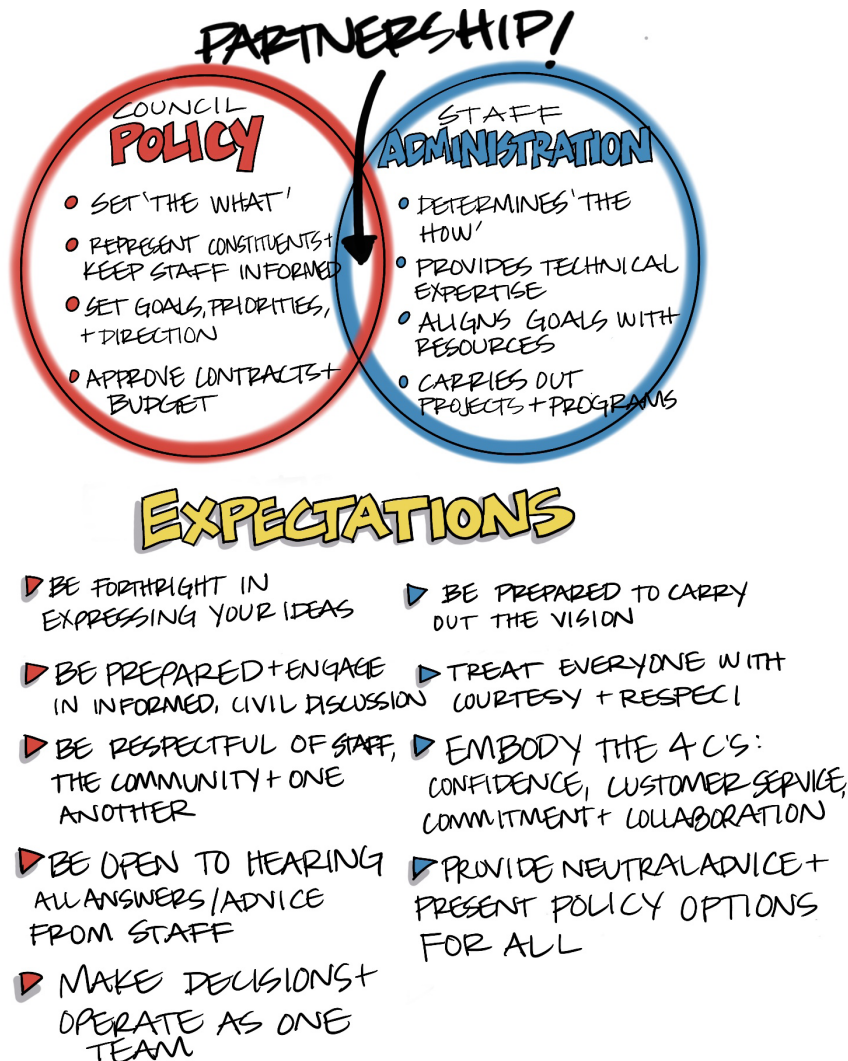 PARTNERSHIP!
COUNCIL
POLICY
• SET 'THE WHAT'
• REPRESENT CONSTITUENTS +
KEEP STAFF INFORMED
• SET GOALS, PRIORITIES,
+ DIRECTION
• APPROVE CONTRACTS +
BUDGET
STAFF
ADMINISTRATION
• DETERMINES 'THE
HOW'
• PROVIDES TECHNICAL
EXPERTISE
• ALIGNS GOALS WITH
RESOURCES
• CARRIES OUT
PROJECTS + PROGRAMS
EXPECTATIONS
BE FORTHRIGHT IN
EXPRESSING YOUR IDEAS
BE PREPARED + ENGAGE
IN INFORMED, CIVIL DISCUSSION
BE RESPECTFUL OF STAFF,
THE COMMUNITY + ONE
ANOTHER
BE OPEN TO HEARING
ALL ANSWERS/ADVICE
FROM STAFF
MAKE DECISIONS +
OPERATE AS ONE
TEAM
BE PREPARED TO CARRY
OUT THE VISION
TREAT EVERYONE WITH
COURTESY + RESPECT
EMBODY THE 4 C'S:
CONFIDENCE, CUSTOMER SERVICE,
COMMITMENT + COLLABORATION
PROVIDE NEUTRAL ADVICE +
PRESENT POLICY OPTIONS
FOR ALL